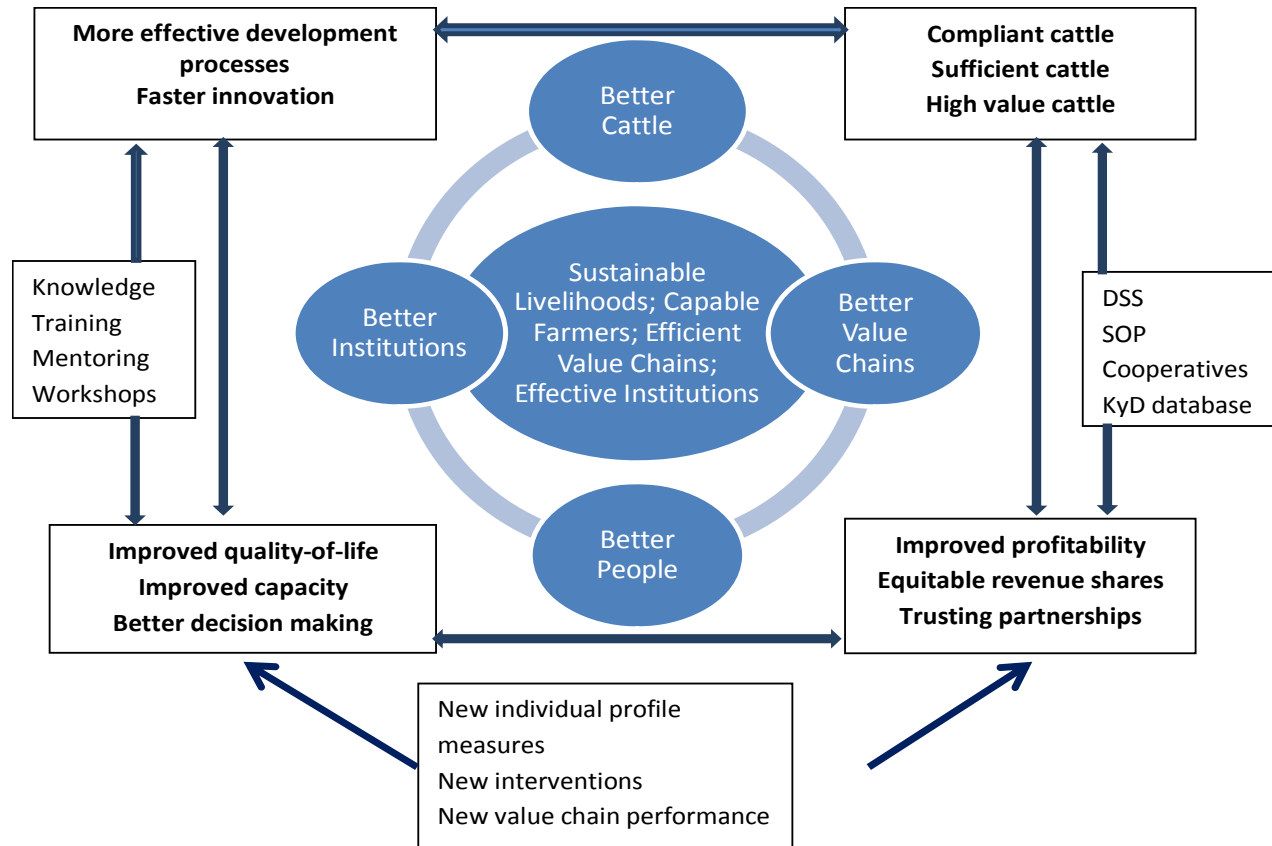 More effective development
processes
Faster innovation
Compliant cattle
Sufficient cattle
High value cattle
Better
Cattle
Knowledge
Training
Mentoring
Workshops
Better
Institutions
Sustainable
Livelihoods; Capable
Farmers; Efficient
Value Chains;
Effective Institutions
Better
Value
Chains
DSS
SOP
Cooperatives
KyD database
Better
People
Improved quality-of-life
Improved capacity
Better decision making
Improved profitability
Equitable revenue shares
Trusting partnerships
New individual profile
measures
New interventions
New value chain performance